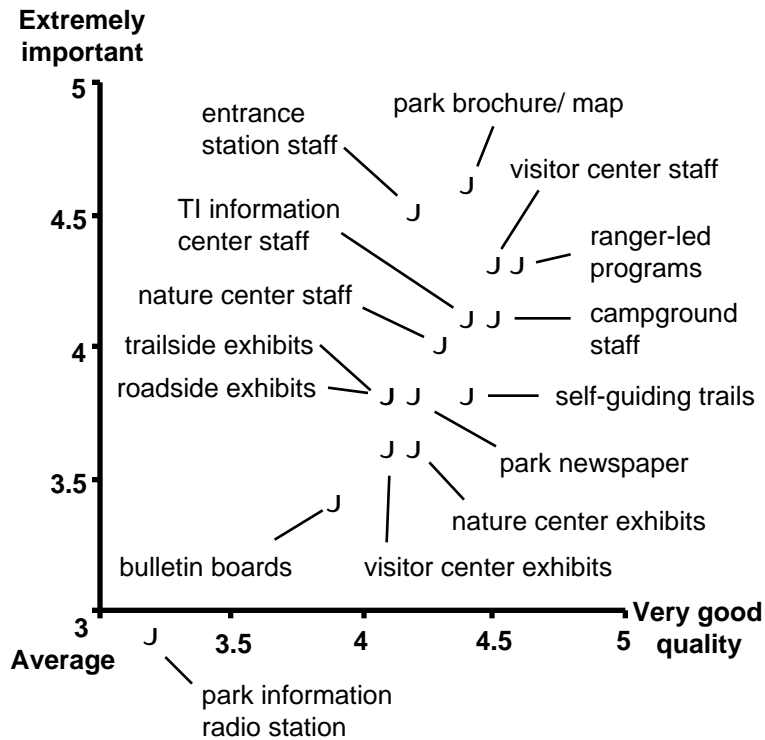 Extremely
important
5
park brochure/ map
entrance
station staff
visitor center staff
J
4.5
J
TI information
center staff
ranger-led
programs
J J
nature center staff
J J
campground
staff
4
J
trailside exhibits
roadside exhibits
J J
J
self-guiding trails
park newspaper
3.5
J J
nature center exhibits
J
bulletin boards
visitor center exhibits
3
Average
J
3.5
4
4.5
5
Very good
quality
park information
radio station